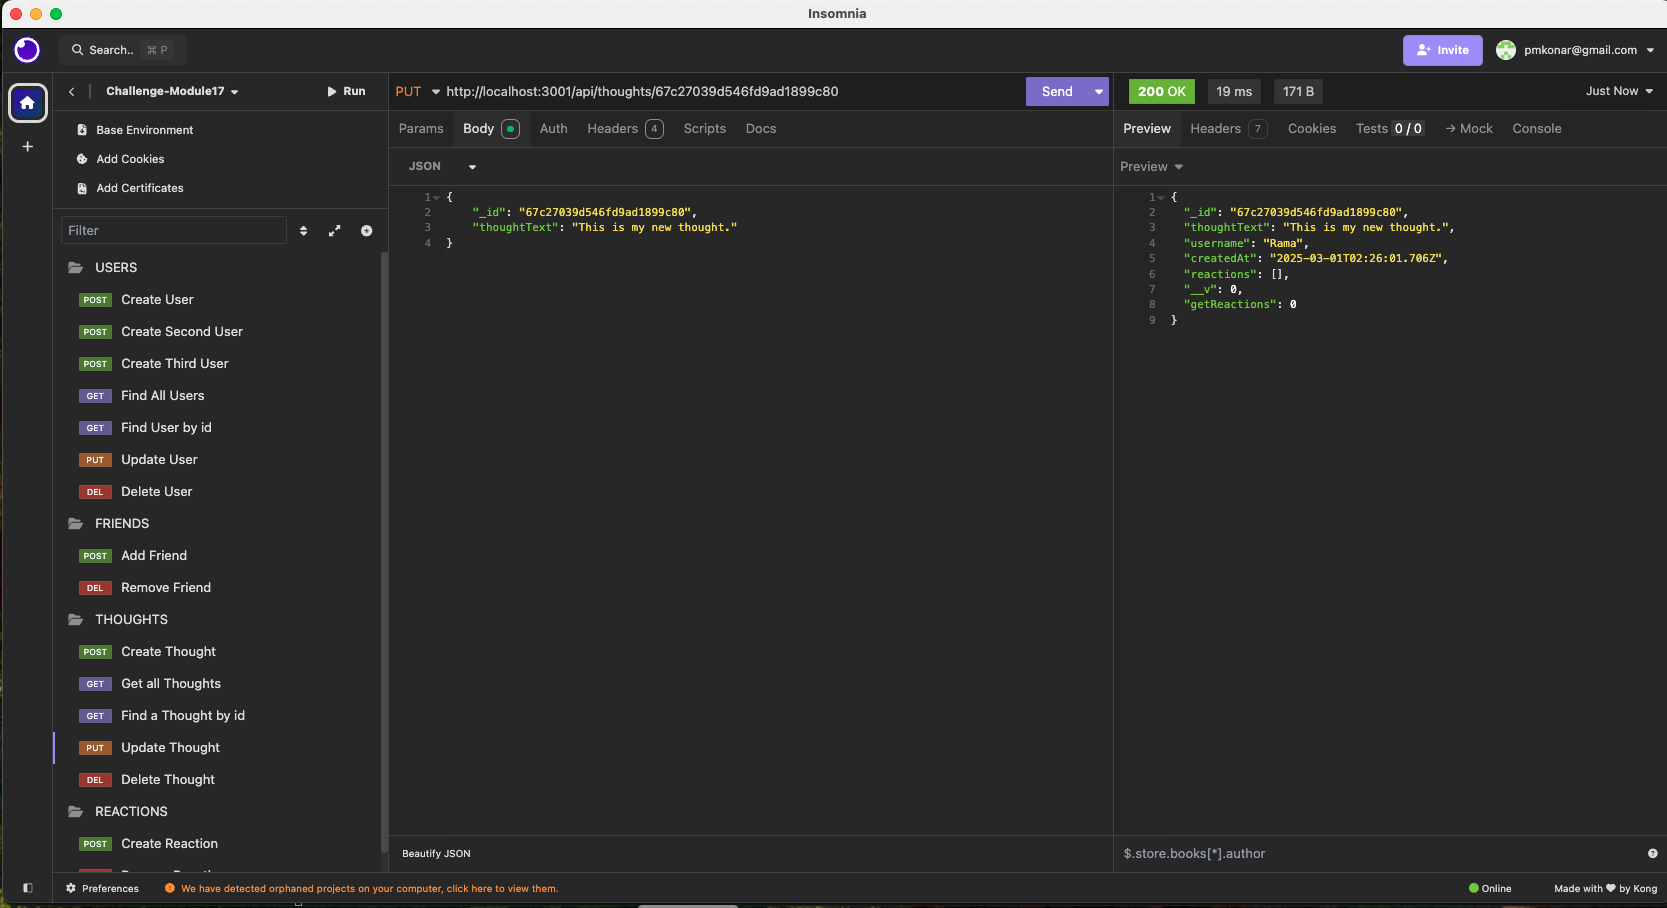 Insomnia
Search.. ⌘ P
Invite
pmkonar@gmail.com
Challenge-Module17
Run
Base Environment
Add Cookies
Add Certificates
Filter
USERS
POST Create User
POST Create Second User
POST Create Third User
GET Find All Users
GET Find User by id
PUT Update User
DEL Delete User
FRIENDS
POST Add Friend
DEL Remove Friend
THOUGHTS
POST Create Thought
GET Get all Thoughts
GET Find a Thought by id
PUT Update Thought
DEL Delete Thought
REACTIONS
POST Create Reaction
PUT http://localhost:3001/api/thoughts/67c27039d546fd9ad1899c80
Send
Params Body Auth Headers 4 Scripts Docs
JSON
1 {
2 "_id": "67c27039d546fd9ad1899c80",
3 "thoughtText": "This is my new thought."
4 }
Beautify JSON
200 OK 19 ms 171 B
Just Now
Preview Headers 7 Cookies Tests 0 / 0 → Mock Console
Preview
1 {
2 "_id": "67c27039d546fd9ad1899c80",
3 "thoughtText": "This is my new thought.",
4 "username": "Rama",
5 "createdAt": "2025-03-01T02:26:01.706Z",
6 "reactions": [],
7 "__v": 0,
8 "getReactions": 0
9 }
$.store.books[*].author
Preferences
We have detected orphaned projects on your computer, click here to view them.
Online
Made with ♥ by Kong